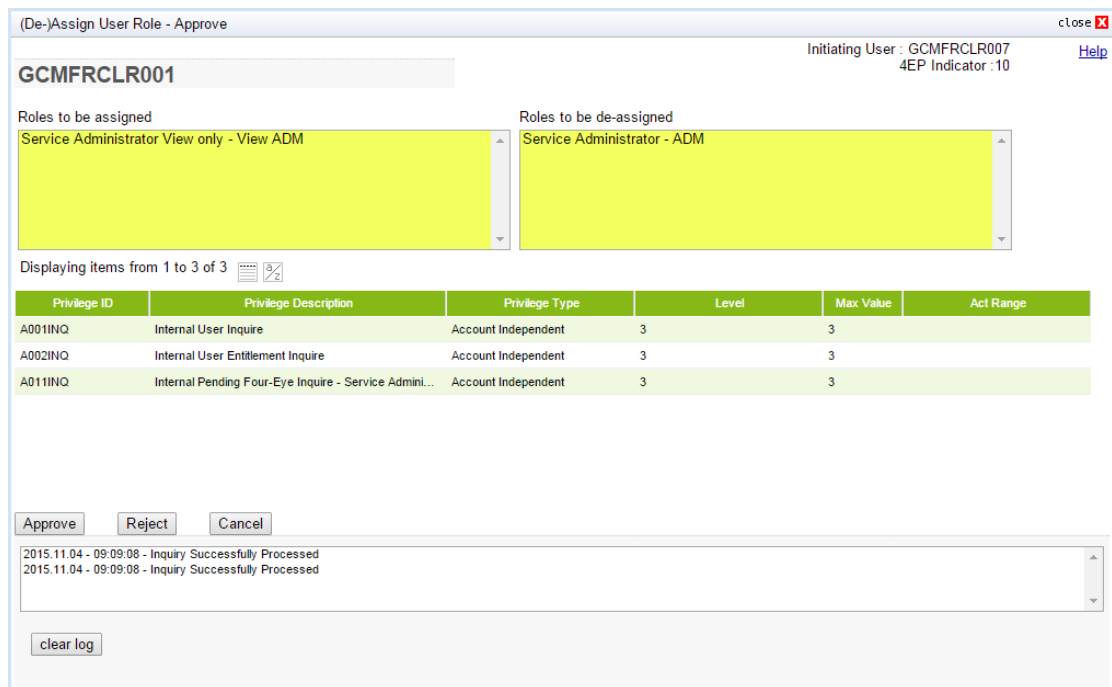 (De-)Assign User Role - Approve
close X
Initiating User : GCMFRCLR007
4EP Indicator :10
Help
GCMFRCLR001
Roles to be assigned
Roles to be de-assigned
Service Administrator View only - View ADM
Service Administrator - ADM
Displaying items from 1 to 3 of 3 a/z
Privilege ID Privilege Description Privilege Type Level Max Value Act Range
A001INQ Internal User Inquire Account Independent 3 3
A002INQ Internal User Entitlement Inquire Account Independent 3 3
A011INQ Internal Pending Four-Eye Inquire - Service Admini... Account Independent 3 3
Approve Reject Cancel
2015.11.04 - 09:09:08 - Inquiry Successfully Processed
2015.11.04 - 09:09:08 - Inquiry Successfully Processed
clear log